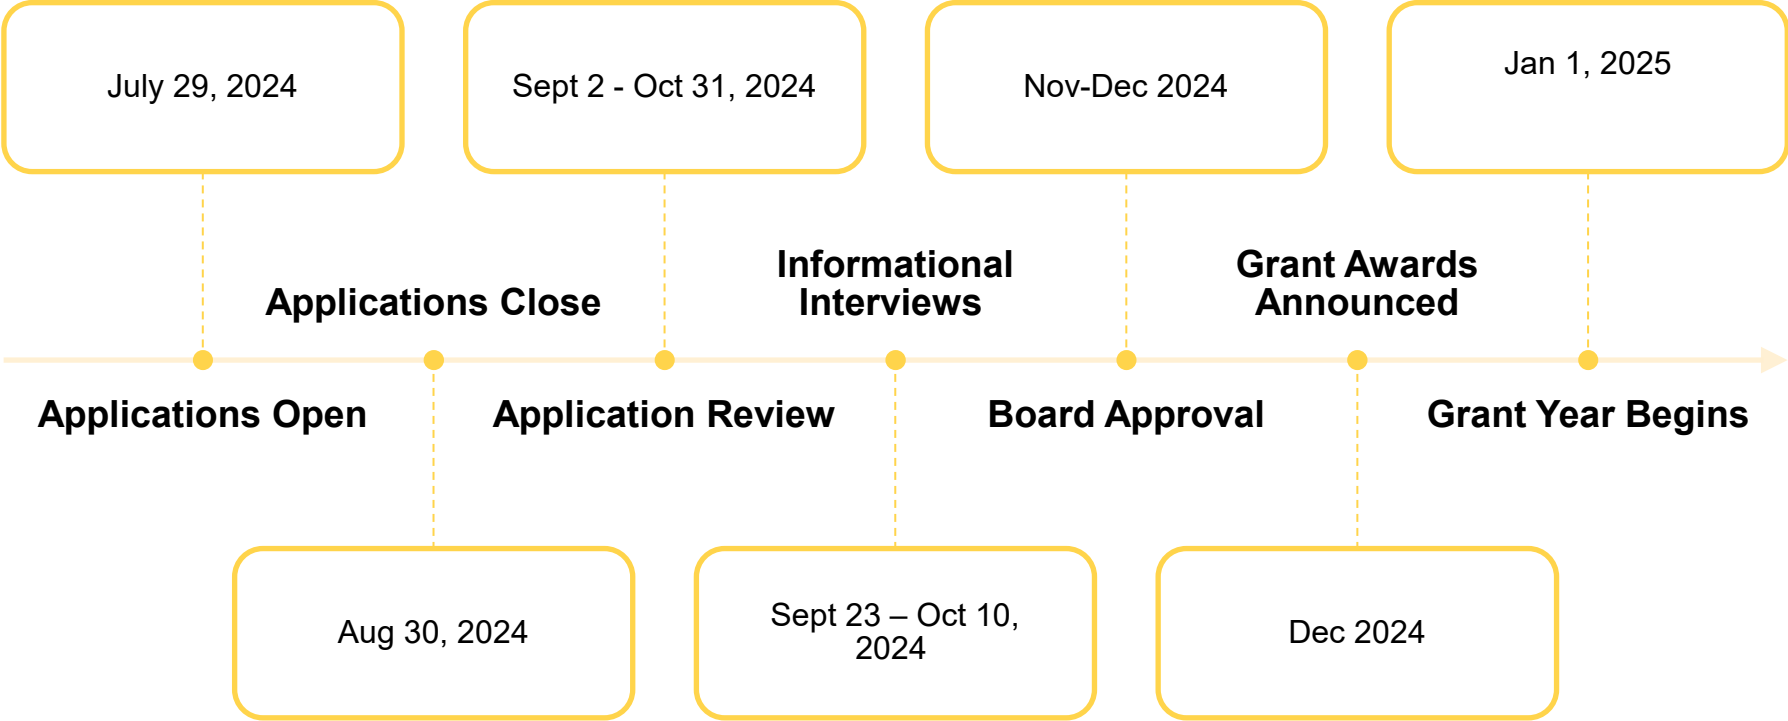 July 29, 2024
Sept 2 - Oct 31, 2024
Nov-Dec 2024
Jan 1, 2025
Informational
Interviews
Grant Awards
Announced
Applications Close
Applications Open
Application Review
Board Approval
Grant Year Begins
Aug 30, 2024
Sept 23 – Oct 10,
2024
Dec 2024